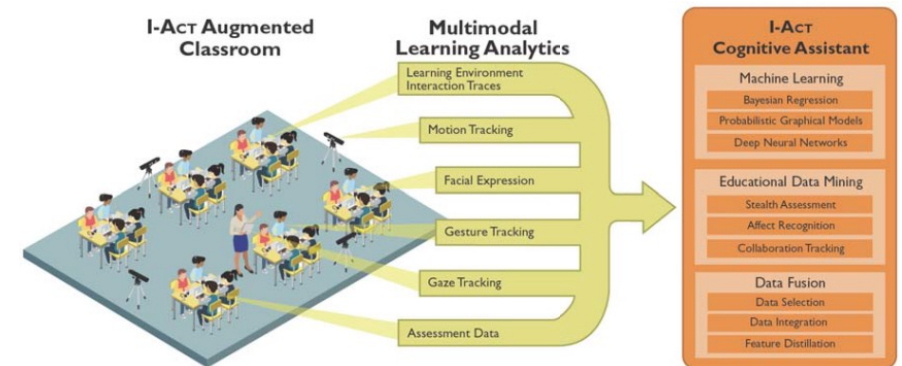 I-ACT Augmented
Classroom
Multimodal
Learning Analytics
Learning Environment
Interaction Traces
Motion Tracking
Facial Expression
Gesture Tracking
Gaze Tracking
Assessment Data
I-ACT
Cognitive Assistant
Machine Learning
Bayesian Regression
Probabilistic Graphical Models
Deep Neural Networks
Educational Data Mining
Stealth Assessment
Affect Recognition
Collaboration Tracking
Data Fusion
Data Selection
Data Integration
Feature Distillation